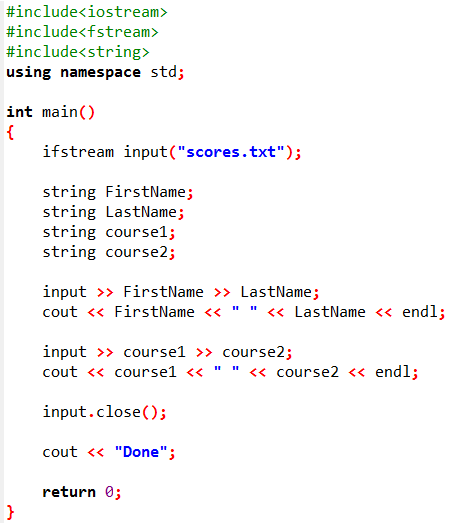 #include<iostream>
#include<fstream>
#include<string>
using namespace std;
int main()
{
ifstream input("scores.txt");
string FirstName;
string LastName;
string course1;
string course2;
input >> FirstName >> LastName;
cout << FirstName << " " << LastName << endl;
input >> course1 >> course2;
cout << course1 << " " << course2 << endl;
input.close();
cout << "Done";
return 0;
}